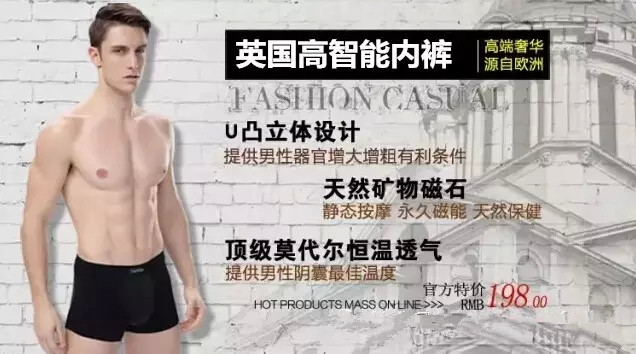 英国高智能内裤
高端奢华
源自欧洲
FASHION CASUAL
U凸立体设计
提供男性器官增大增粗有利条件
天然矿物磁石
静态按摩 永久磁能 天然保健
顶级莫代尔恒温透气
提供男性阴囊最佳温度
官方特价
HOT PRODUCTS MASS ON LINE>>> RMB 198.00